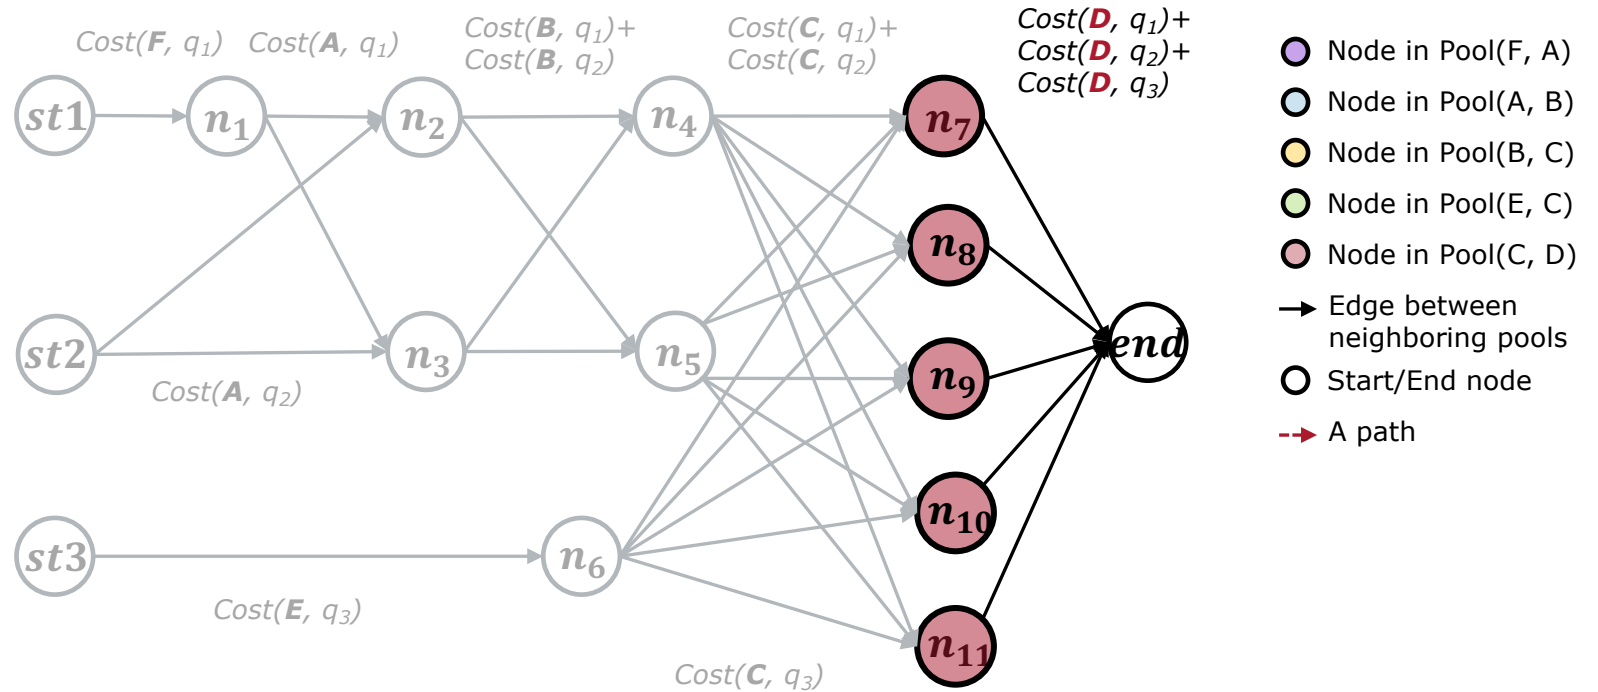 Cost(F, q1)
Cost(A, q1)
Cost(B, q1)+
Cost(B, q2)
Cost(C, q1)+
Cost(C, q2)
Cost(D, q1)+
Cost(D, q2)+
Cost(D, q3)
st1
n1
n2
n4
n7
n8
st2
n3
n5
n9
end
Cost(A, q2)
n10
st3
n6
Cost(E, q3)
n11
Cost(C, q3)
Node in Pool(F, A)
Node in Pool(A, B)
Node in Pool(B, C)
Node in Pool(E, C)
Node in Pool(C, D)
Edge between
neighboring pools
Start/End node
A path